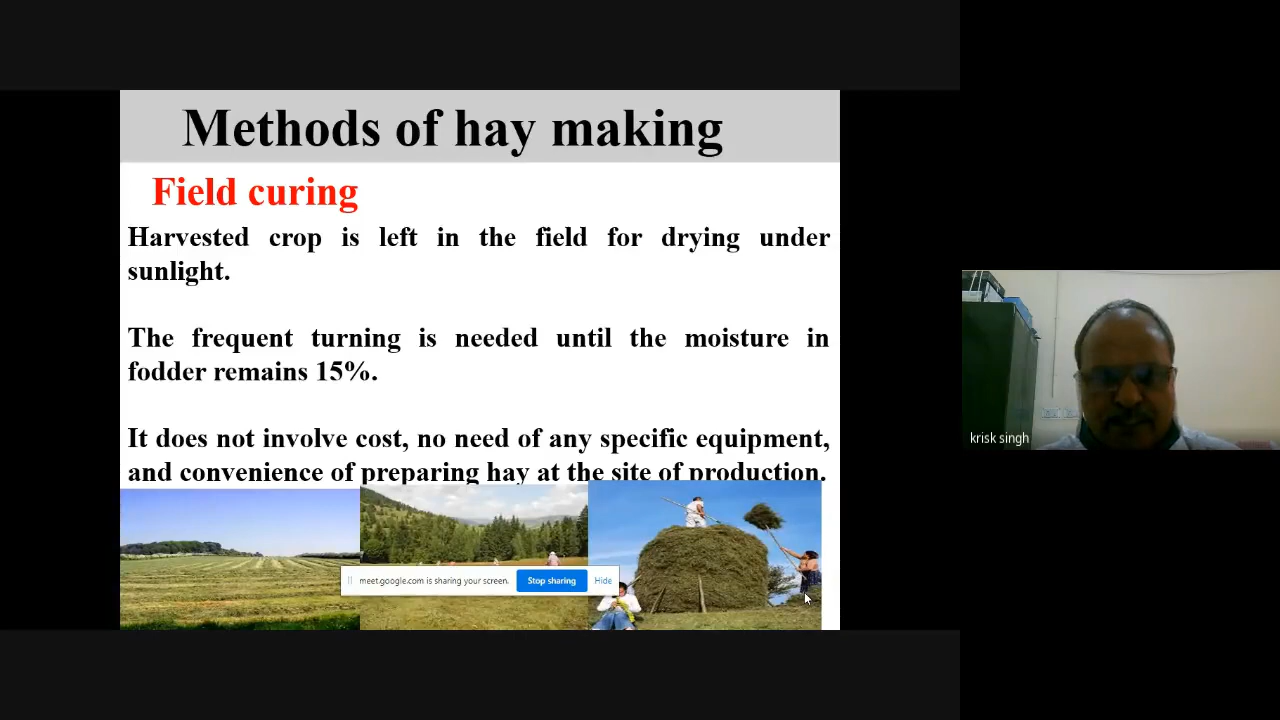 Methods of hay making
Field curing
Harvested crop is left in the field for drying under
sunlight.
The frequent turning is needed until the moisture in
fodder remains 15%.
It does not involve cost, no need of any specific equipment,
and convenience of preparing hay at the site of production.
meet.google.com is sharing your screen. Stop sharing Hide
krisk singh